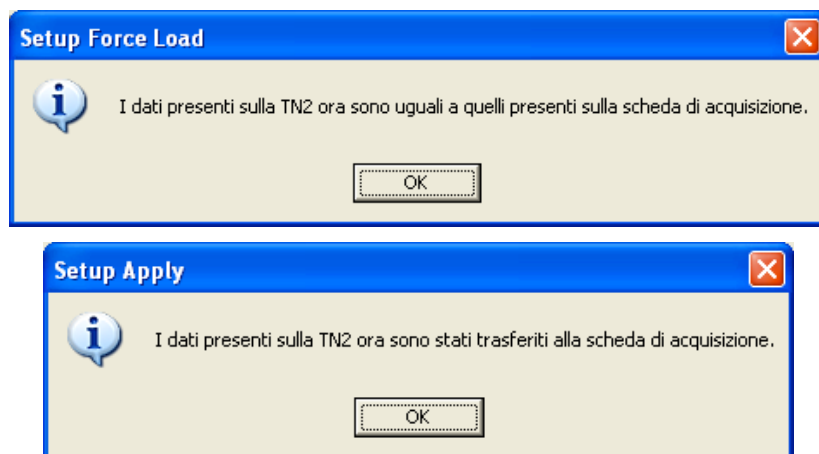 Setup Force Load
I dati presenti sulla TN2 ora sono uguali a quelli presenti sulla scheda di acquisizione.
OK
Setup Apply
I dati presenti sulla TN2 ora sono stati trasferiti alla scheda di acquisizione.
OK